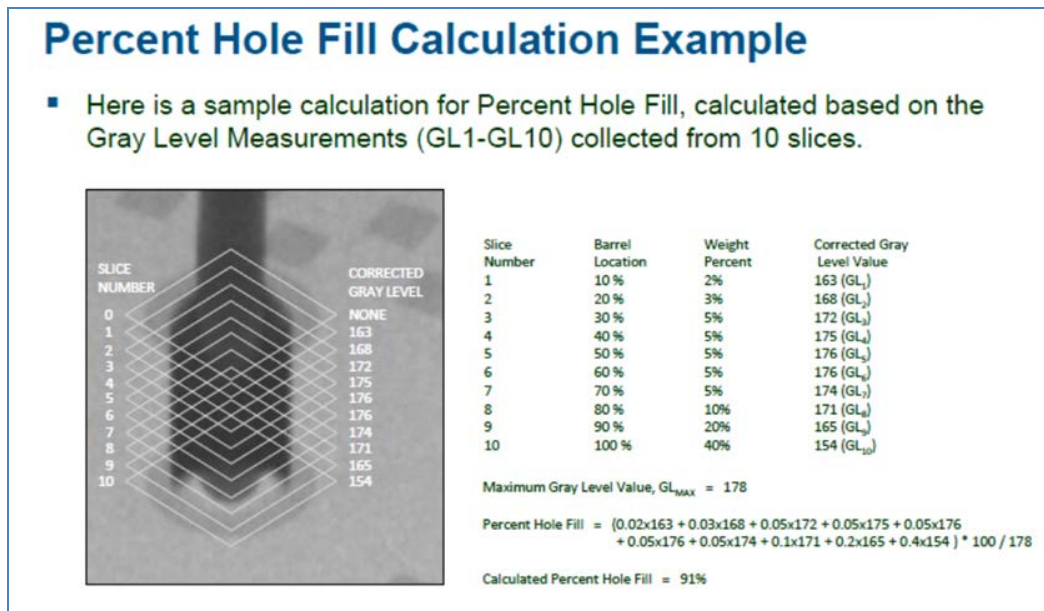 Percent Hole Fill Calculation Example
▪ Here is a sample calculation for Percent Hole Fill, calculated based on the
Gray Level Measurements (GL1-GL10) collected from 10 slices.
SLICE
NUMBER
0
1
2
3
4
5
6
7
8
9
10
CORRECTED
GRAY LEVEL
NONE
163
168
172
175
176
176
174
171
165
154
Slice Barrel Weight Corrected Gray
Number Location Percent Level Value
1 10 % 2% 163 (GL₁)
2 20 % 3% 168 (GL₂)
3 30 % 5% 172 (GL₃)
4 40 % 5% 175 (GL₄)
5 50 % 5% 176 (GL₅)
6 60 % 5% 176 (GL₆)
7 70 % 5% 174 (GL₇)
8 80 % 10% 171 (GL₈)
9 90 % 20% 165 (GL₉)
10 100 % 40% 154 (GL₁₀)
Maximum Gray Level Value, GL_MAX = 178
Percent Hole Fill = (0.02x163 + 0.03x168 + 0.05x172 + 0.05x175 + 0.05x176
+ 0.05x176 + 0.05x174 + 0.1x171 + 0.2x165 + 0.4x154 ) * 100 / 178
Calculated Percent Hole Fill = 91%